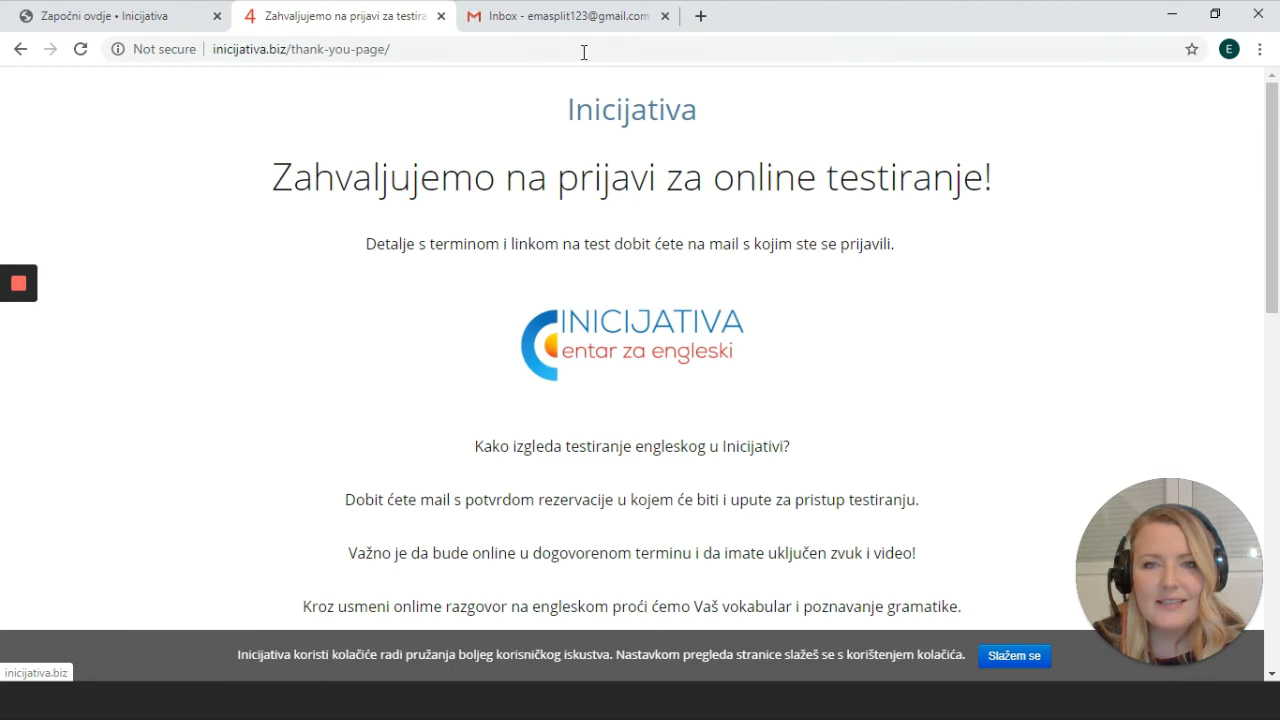 Započni ovdje • Inicijativa
Zahvaljujemo na prijavi za testira
Inbox - emasplit123@gmail.com
Not secure
inicijativa.biz/thank-you-page/
E
Inicijativa
Zahvaljujemo na prijavi za online testiranje!
Detalje s terminom i linkom na test dobit ćete na mail s kojim ste se prijavili.
INICIJATIVA
entar za engleski
Kako izgleda testiranje engleskog u Inicijativi?
Dobit ćete mail s potvrdom rezervacije u kojem će biti i upute za pristup testiranju.
Važno je da bude online u dogovorenom terminu i da imate uključen zvuk i video!
Kroz usmeni onlime razgovor na engleskom proći ćemo Vaš vokabular i poznavanje gramatike.
Inicijativa koristi kolačiće radi pružanja boljeg korisničkog iskustva. Nastavkom pregleda stranice slažeš se s korištenjem kolačića.
Slažem se
inicijativa.biz